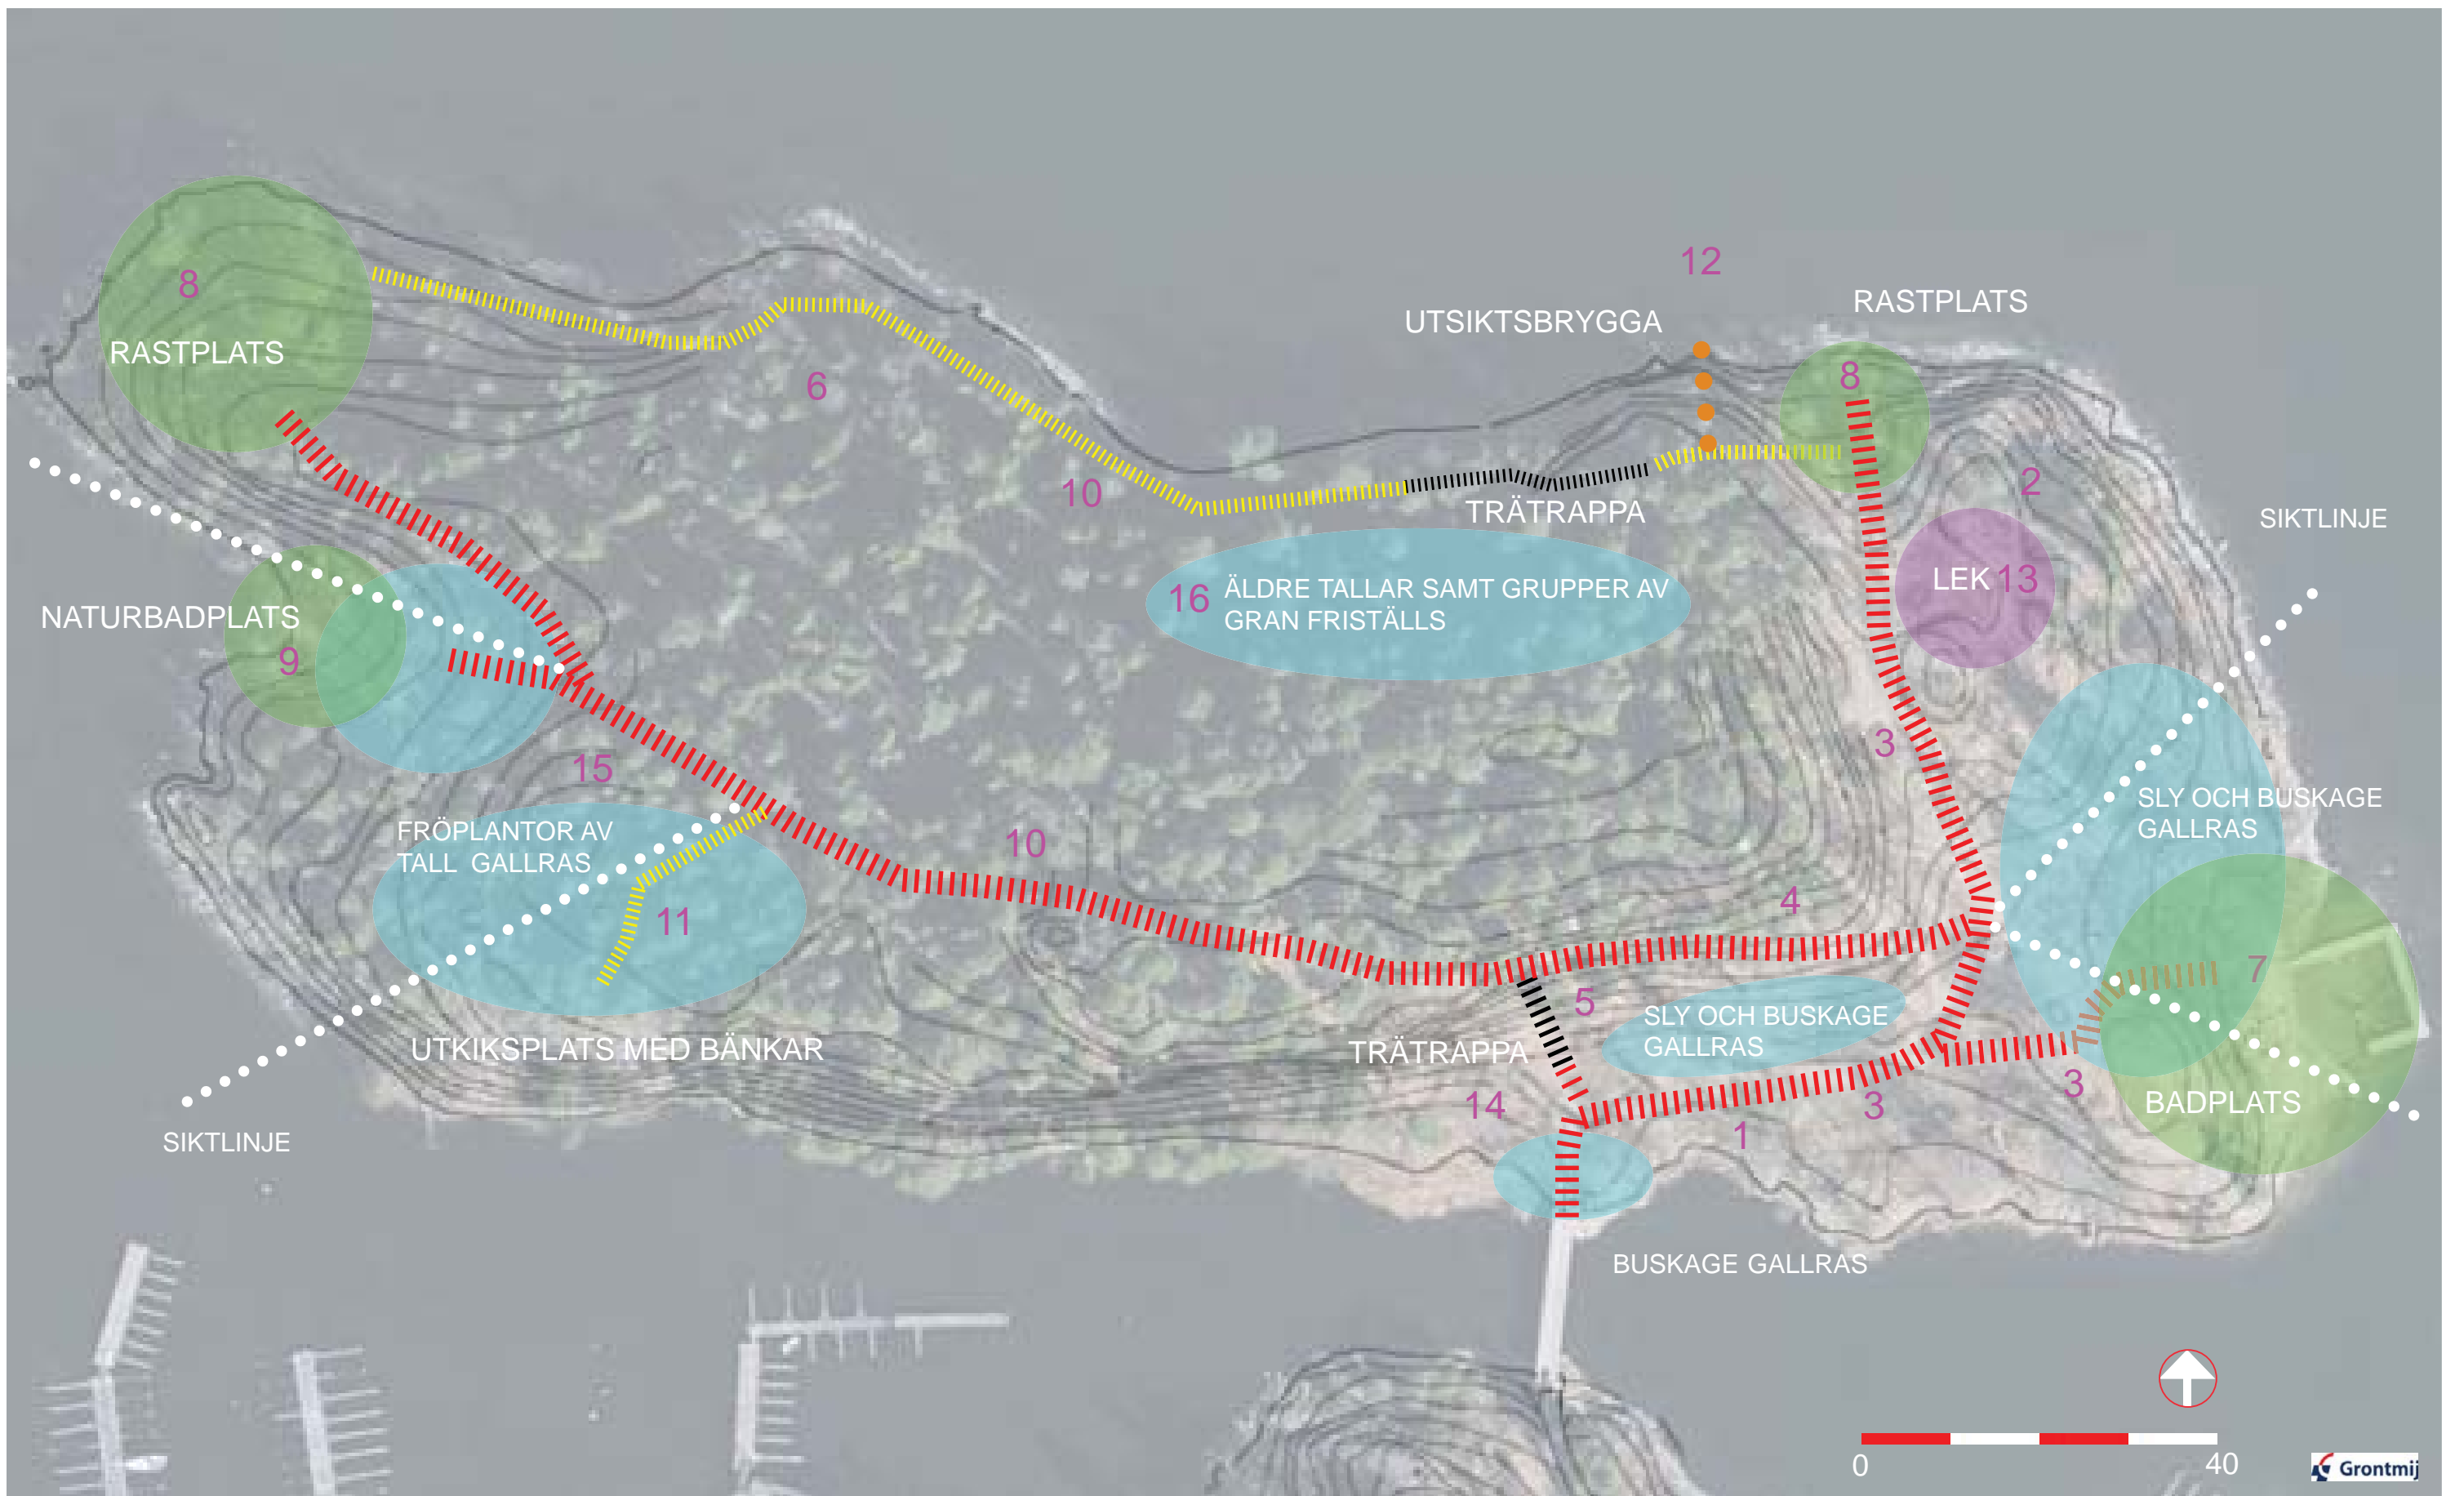 12
8
RASTPLATS
UTSIKTSBRYGGA
RASTPLATS
8
6
10
TRÄTRAPPA
2
SIKTLINJE
NATURBADPLATS
9
16
ÄLDRE TALLAR SAMT GRUPPER AV
GRAN FRISTÄLLS
LEK 13
3
15
SLY OCH BUSKAGE
GALLRAS
FRÖPLANTOR AV
TALL GALLRAS
10
11
4
7
5
SLY OCH BUSKAGE
GALLRAS
UTKIKSPLATS MED BÄNKAR
TRÄTRAPPA
14
3
3
BADPLATS
1
SIKTLINJE
BUSKAGE GALLRAS
0
40
Grontmij